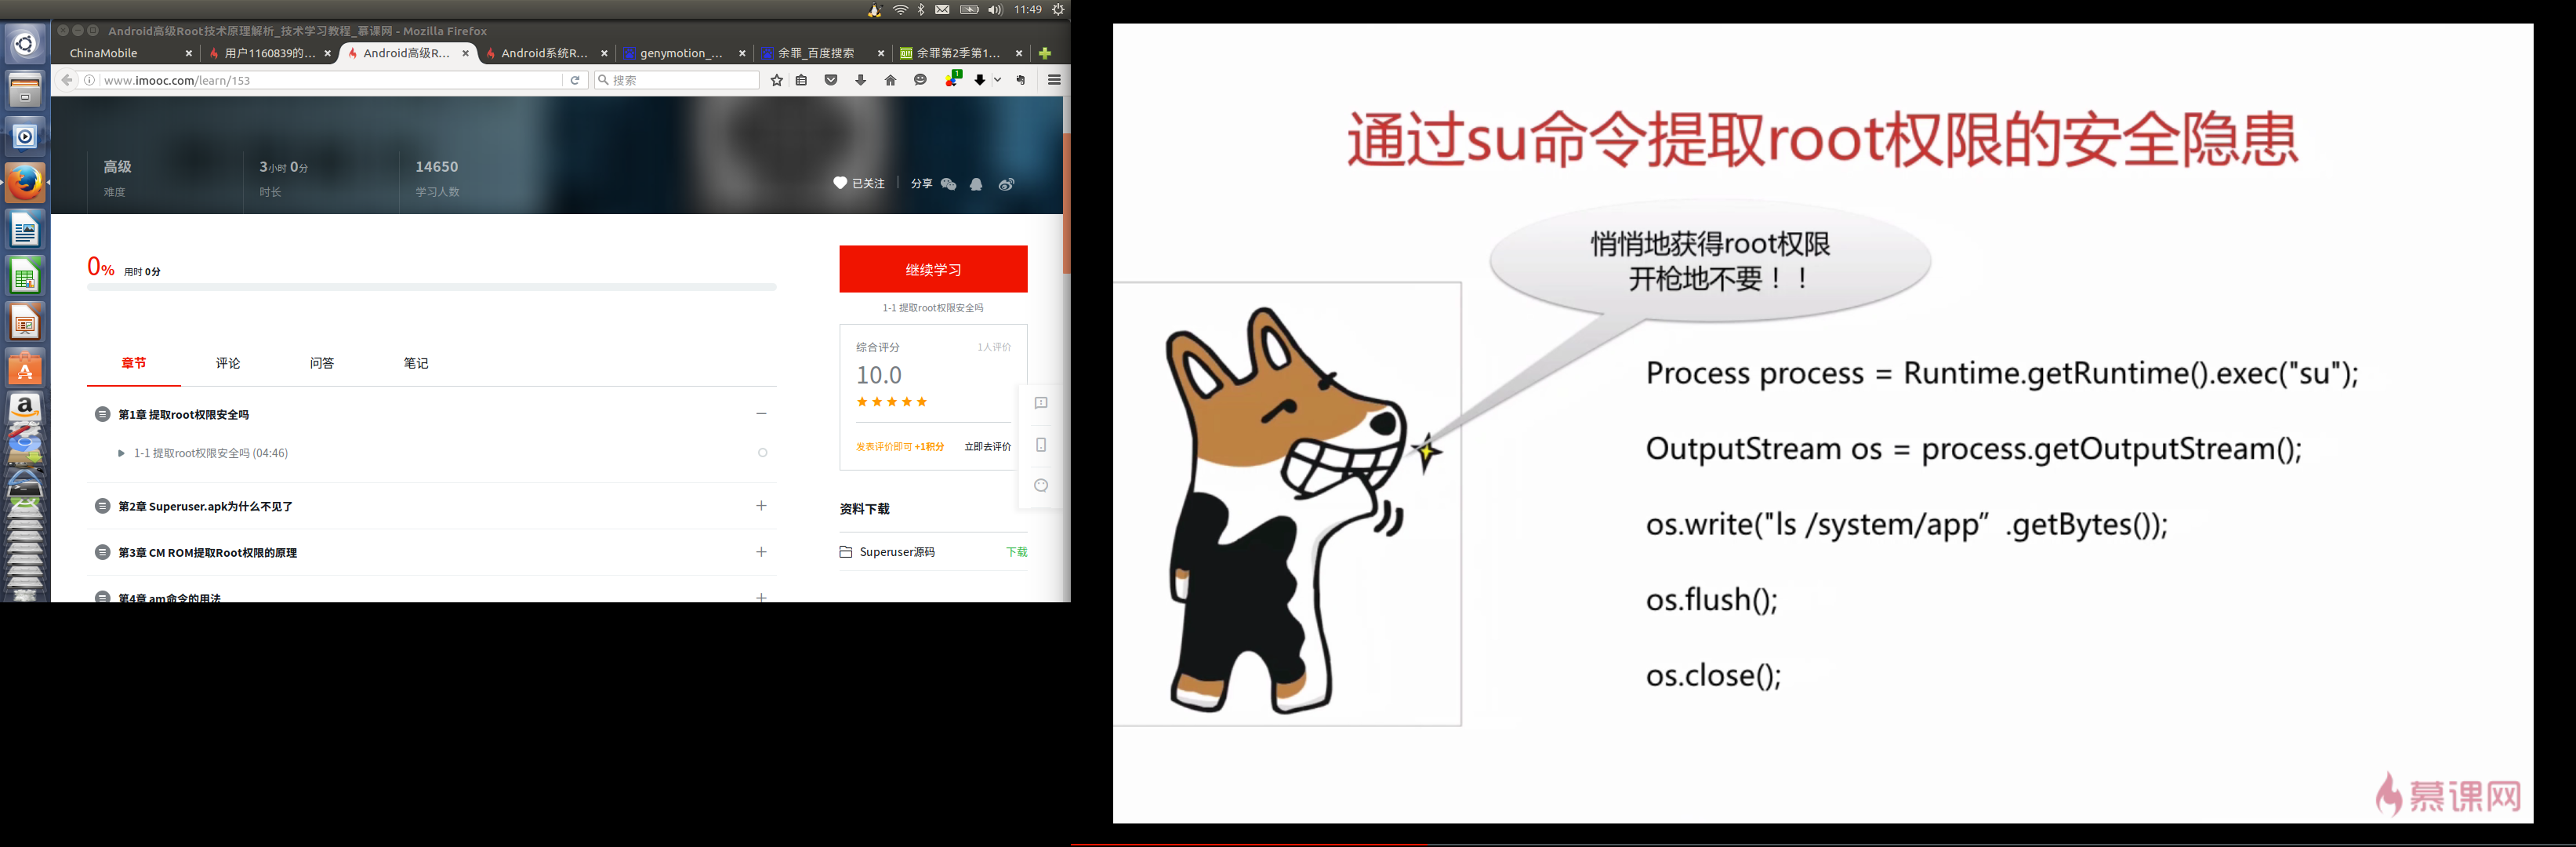 11:49
Android高级Root技术原理解析_技术学习教程_慕课网 - Mozilla Firefox
ChinaMobile
用户1160839的...
Android高级R...
Android系统R...
genymotion_...
余罪_百度搜索
余罪第2季第1...
www.imooc.com/learn/153
搜索
1
高级
3小时 0分
14650
难度
时长
学习人数
已关注
分享
0% 用时 0分
继续学习
1-1 提取root权限安全吗
综合评分
1人评价
10.0
发表评价即可 +1积分
立即去评价
章节
评论
问答
笔记
第1章 提取root权限安全吗
1-1 提取root权限安全吗 (04:46)
第2章 Superuser.apk为什么不见了
第3章 CM ROM提取Root权限的原理
第4章 am命令的用法
资料下载
Superuser源码
下载
通过su命令提取root权限的安全隐患
悄悄地获得root权限
开枪地不要！！
Process process = Runtime.getRuntime().exec("su");
OutputStream os = process.getOutputStream();
os.write("ls /system/app” .getBytes());
os.flush();
os.close();
慕课网